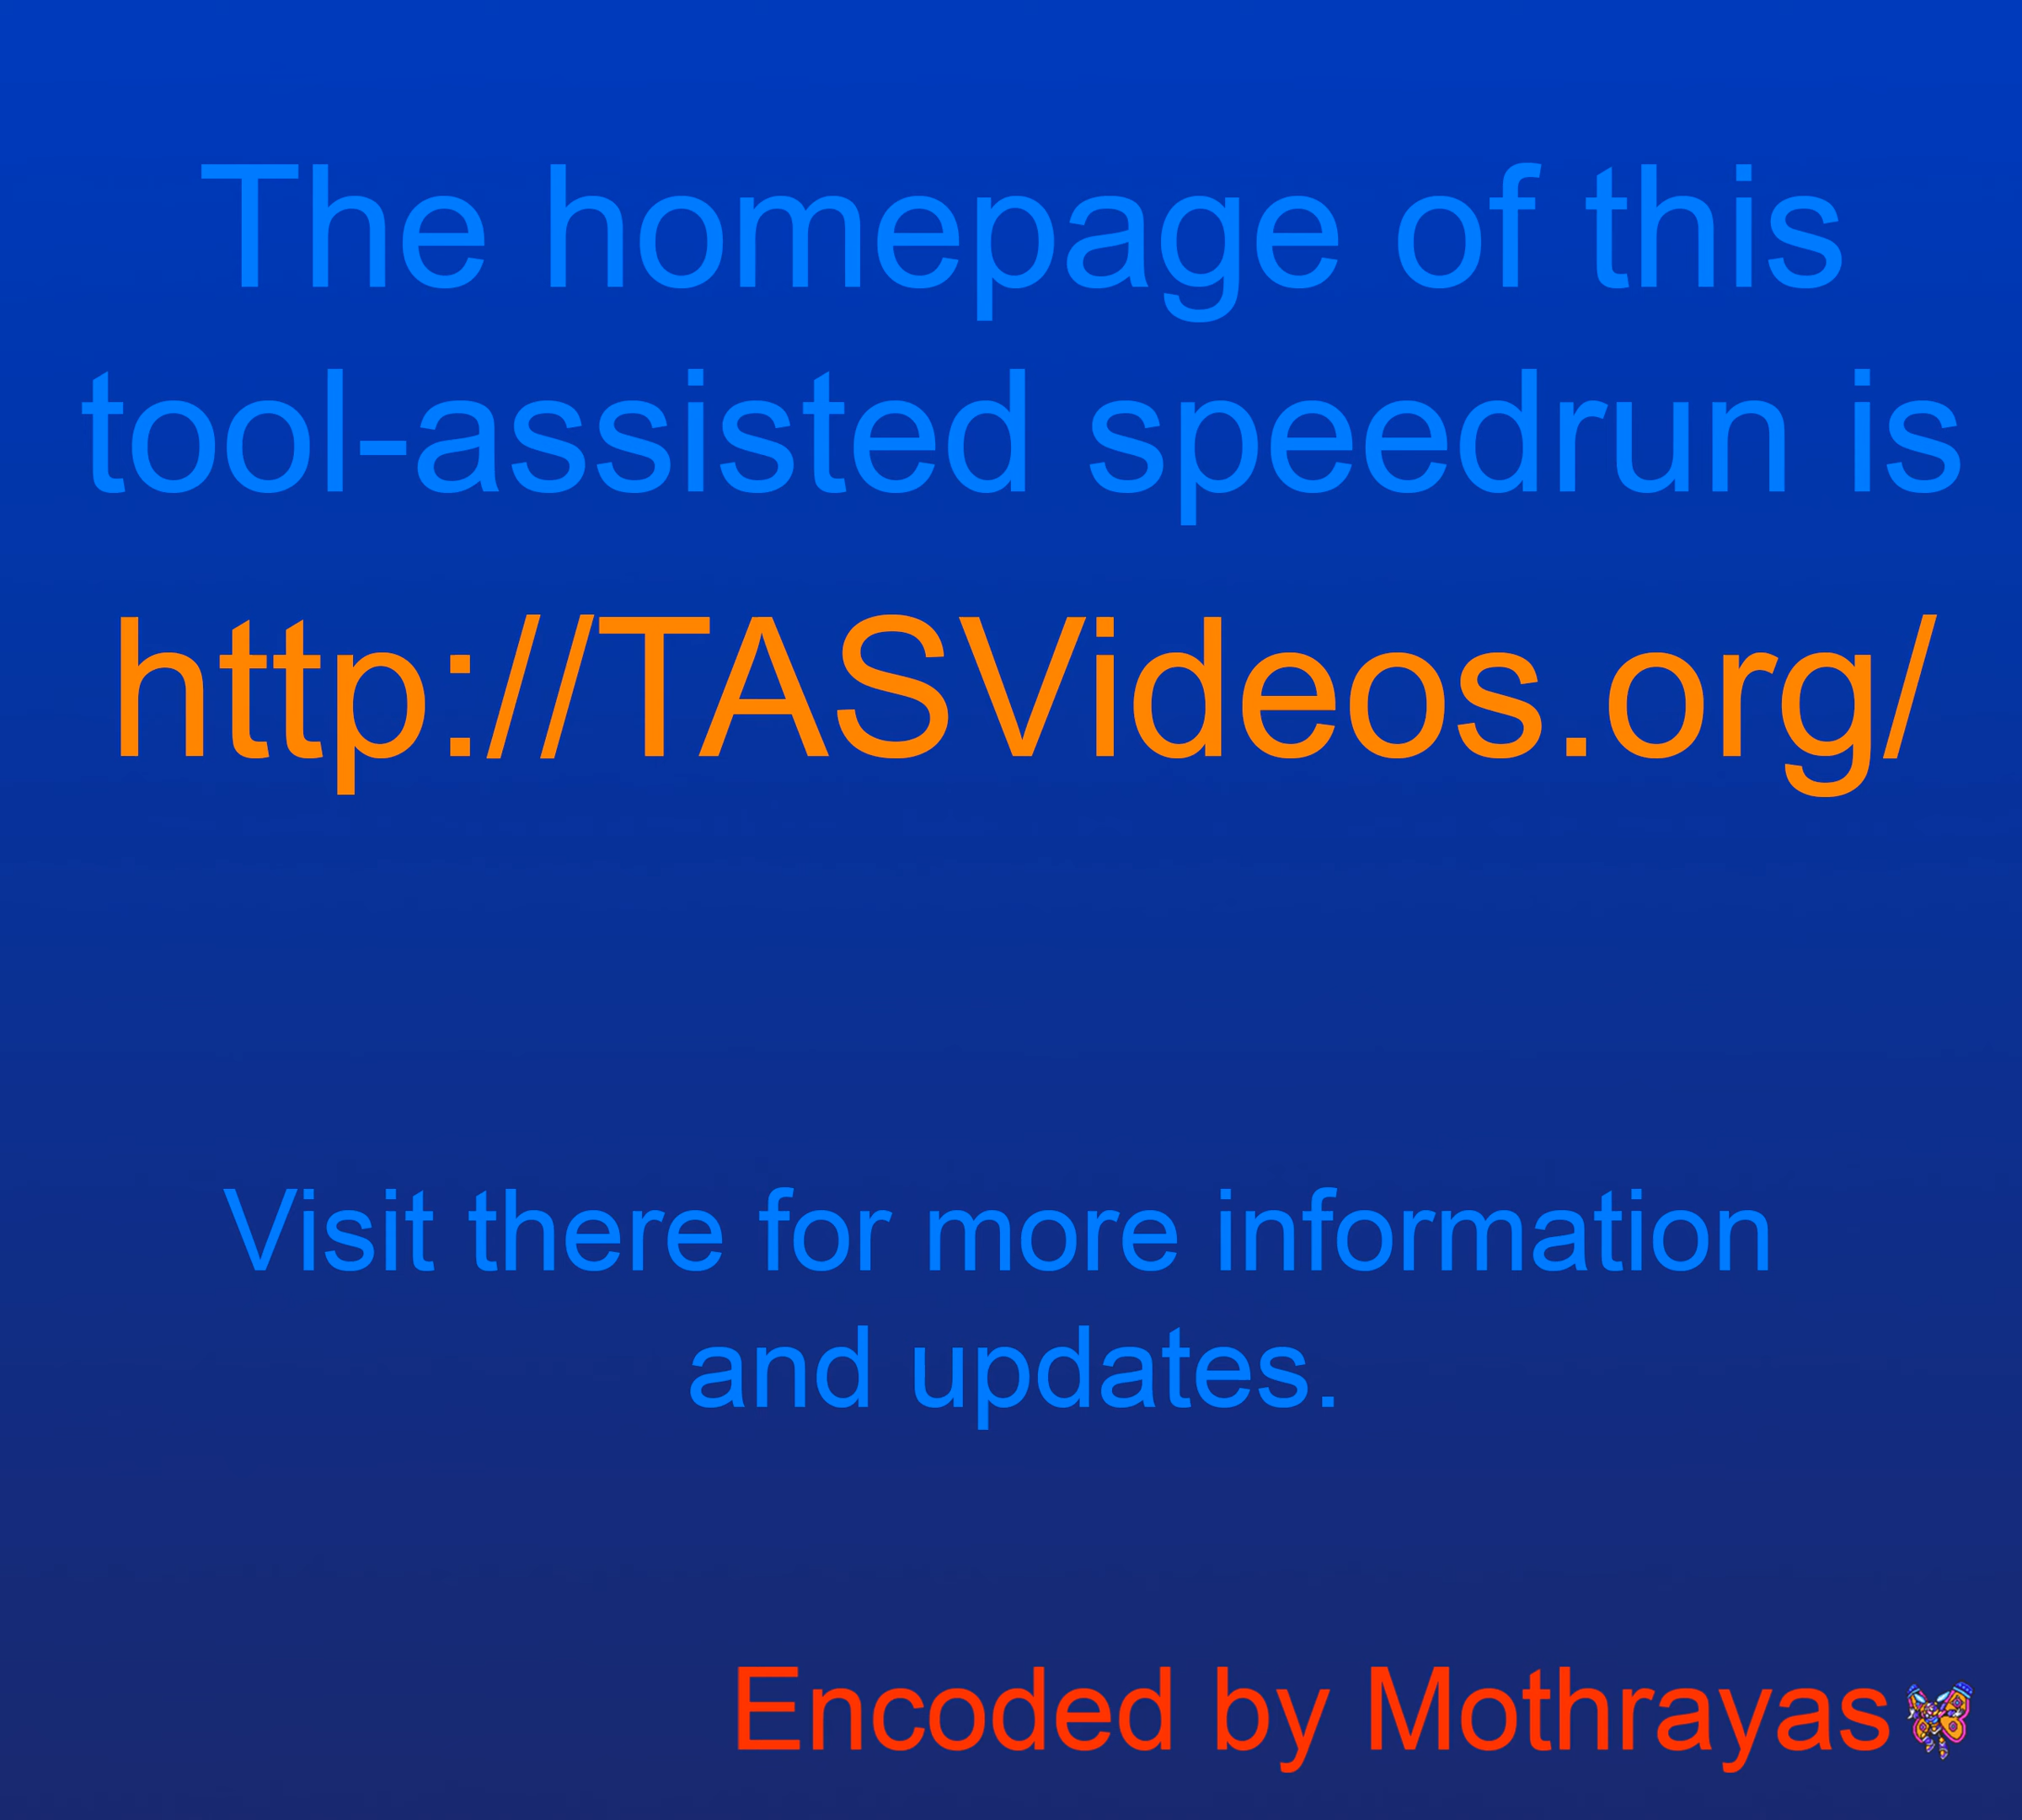 The homepage of this
tool-assisted speedrun is
http://TASVideos.org/
Visit there for more information
and updates.
Encoded by Mothrayas